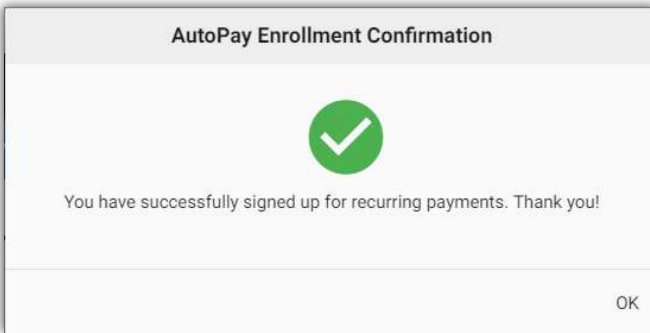 AutoPay Enrollment Confirmation
You have successfully signed up for recurring payments. Thank you!
OK